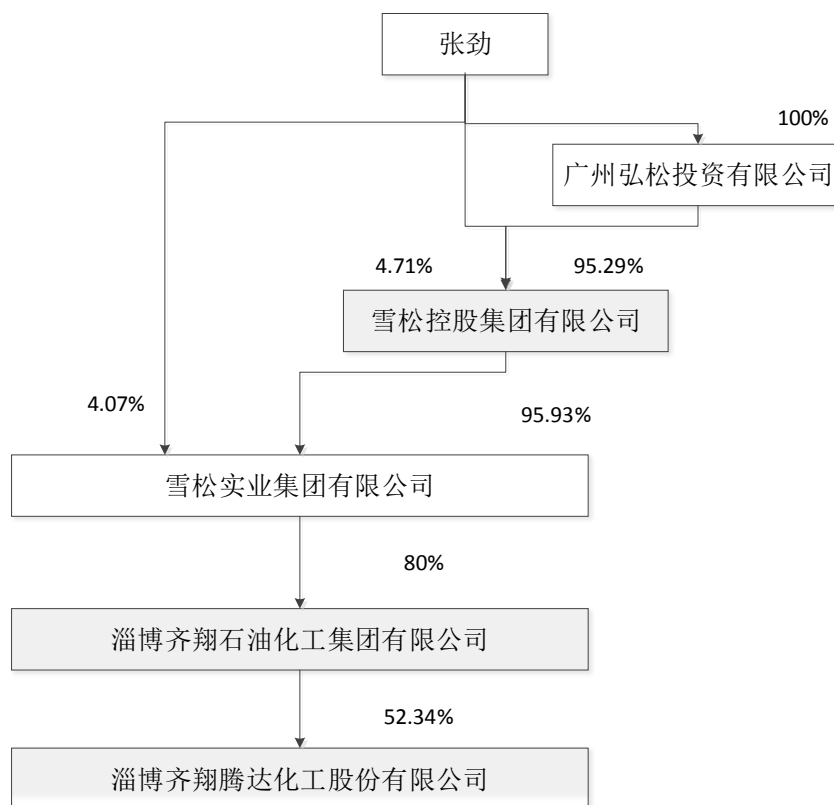 张劲
100%
广州弘松投资有限公司
4.71%
95.29%
雪松控股集团有限公司
4.07%
95.93%
雪松实业集团有限公司
80%
淄博齐翔石油化工集团有限公司
52.34%
淄博齐翔腾达化工股份有限公司